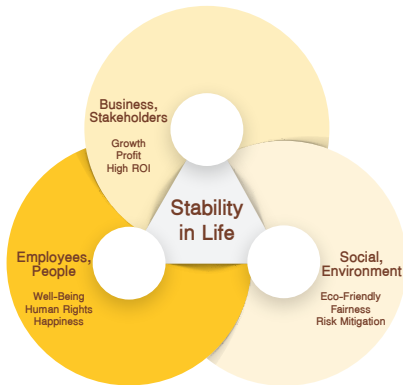 Business,
Stakeholders
Growth
Profit
High ROI
Stability
in Life
Employees,
People
Well-Being
Human Rights
Happiness
Social,
Environment
Eco-Friendly
Fairness
Risk Mitigation